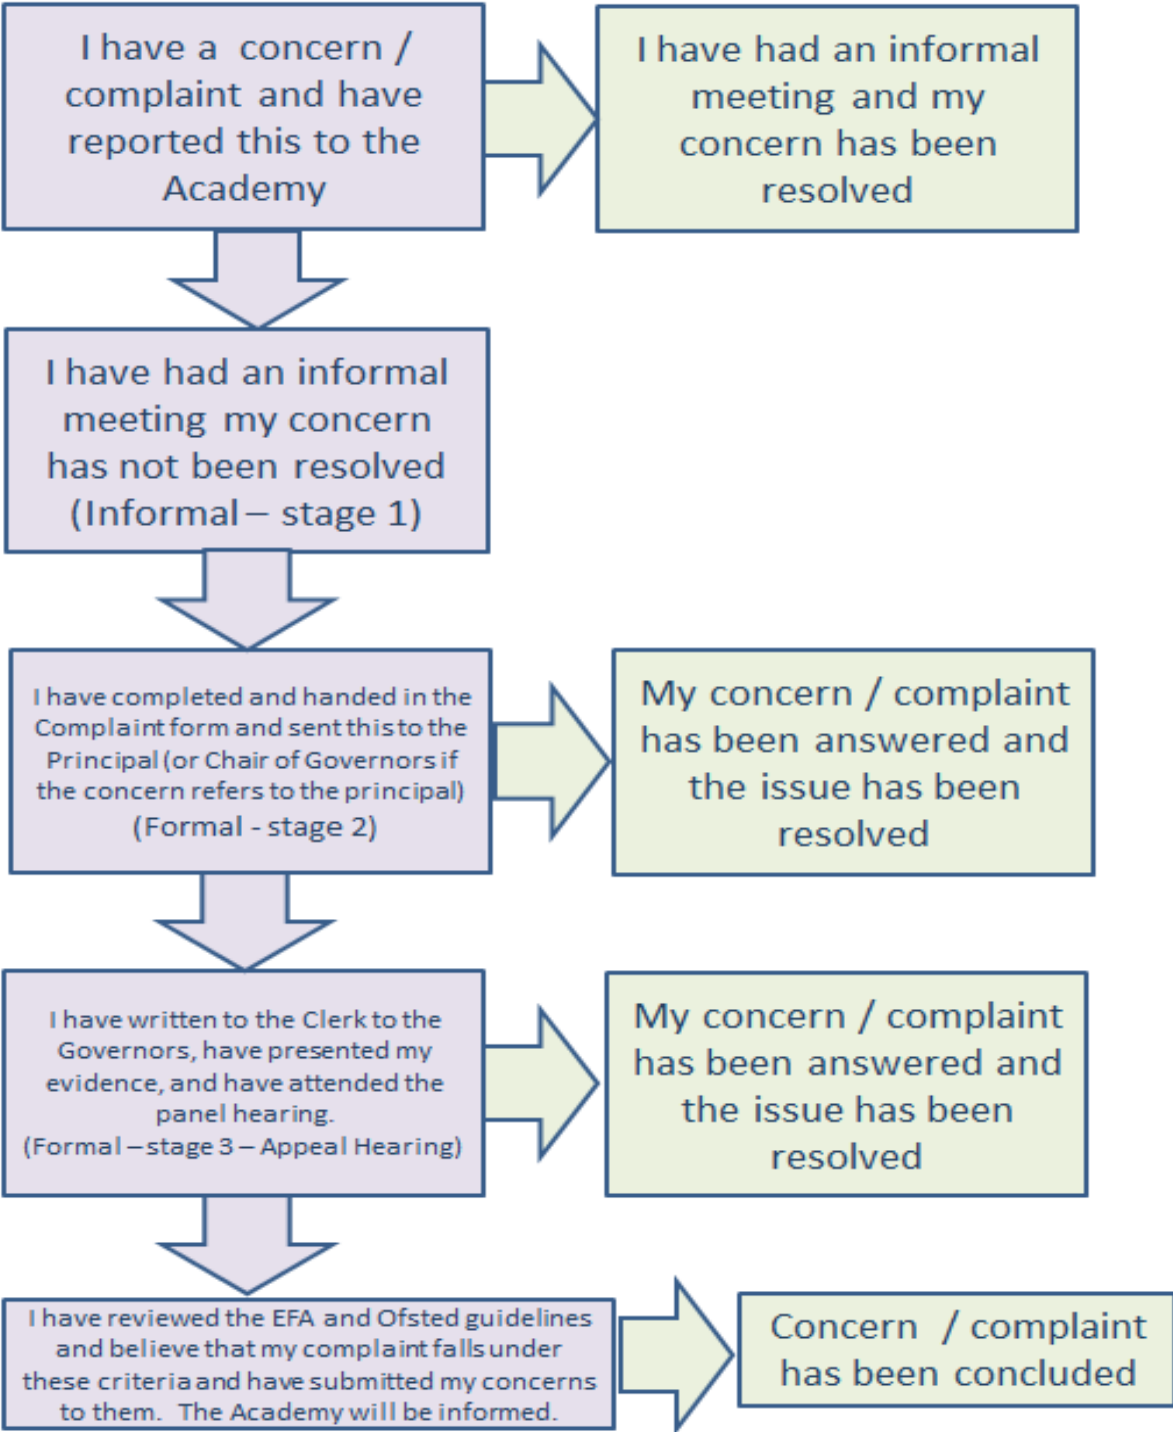 I have a concern /
complaint and have
reported this to the
Academy
I have had an informal
meeting and my
concern has been
resolved
I have had an informal
meeting my concern
has not been resolved
(Informal – stage 1)
I have completed and handed in the
Complaint form and sent this to the
Principal (or Chair of Governors if
the concern refers to the principal)
(Formal - stage 2)
My concern / complaint
has been answered and
the issue has been
resolved
I have written to the Clerk to the
Governors, have presented my
evidence, and have attended the
panel hearing.
(Formal – stage 3 – Appeal Hearing)
My concern / complaint
has been answered and
the issue has been
resolved
I have reviewed the EFA and Ofsted guidelines
and believe that my complaint falls under
these criteria and have submitted my concerns
to them. The Academy will be informed.
Concern / complaint
has been concluded